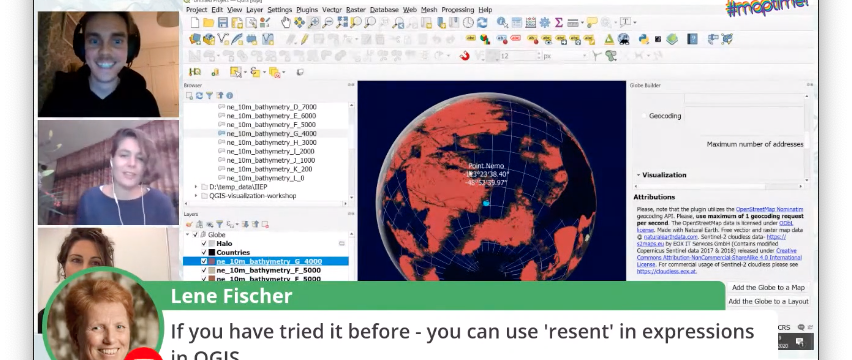 #maptime!
Project Edit View Layer Settings Plugins Vector Raster Database Web Mesh Processing Help
12
px
Browser
ne_10m_bathymetry_D_7000
ne_10m_bathymetry_E_6000
ne_10m_bathymetry_F_5000
ne_10m_bathymetry_G_4000
ne_10m_bathymetry_H_3000
ne_10m_bathymetry_I_2000
ne_10m_bathymetry_J_1000
ne_10m_bathymetry_K_200
ne_10m_bathymetry_L_0
D:\temp_data\IIEP
QGIS-visualization-workshop
Layers
Globe
Halo
Countries
ne_10m_bathymetry_G_4000
ne_10m_bathymetry_F_5000
Point Nemo
Globe Builder
Geocoding
Maximum number of addresses
Visualization
Attributions
Please, note that the plugin utilizes the OpenStreetMap Nominatim
geocoding API. Please, use maximum of 1 geocoding request
per second. The OpenStreetMap data is licensed under ODbL
license. Made with Natural Earth. Free vector and raster map data
@ naturalearthdata.com. Sentinel-2 cloudless data- https://
s2maps.eu by EOX IT Services GmbH (Contains modified
Copernicus Sentinel data 2017 & 2018) released under Creative
Commons Attribution-NonCommercial-ShareAlike 4.0 International
License. For commercial usage of Sentinel-2 cloudless please see
https://cloudless.eox.at.
Add the Globe to a Map
Add the Globe to a Layout
CRS
Lene Fischer
If you have tried it before - you can use 'resent' in expressions
in QGIS